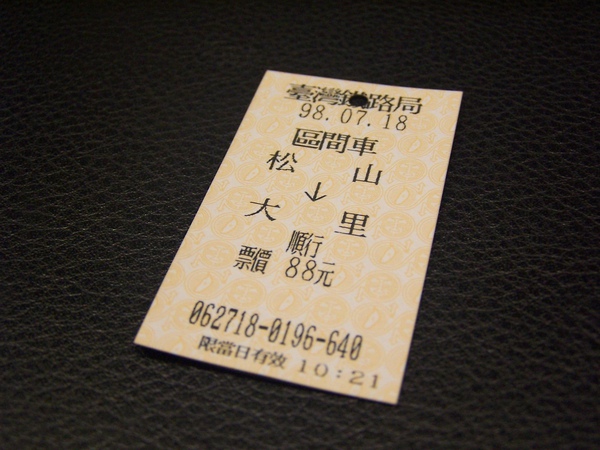 臺灣鐵路局
98.07.18
區間車
松山
↓
大里
順行
票價 88元
062718-0196-640
限當日有效 10:21